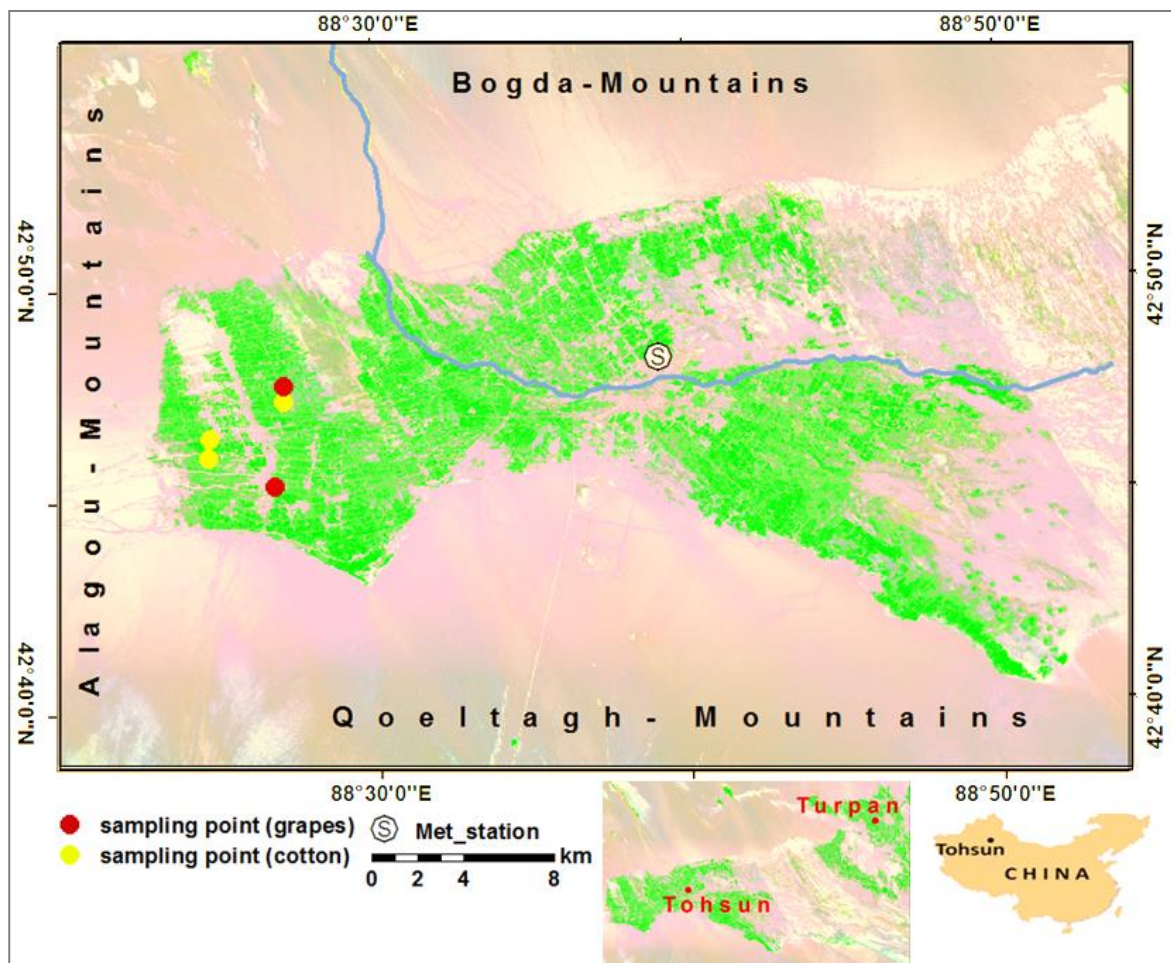 88°30'0"E
88°50'0"E
Bogda-Mountains
Alagou-Mountains
42°50'0"N
42°50'0"N
S
42°40'0"N
42°40'0"N
Qoeltagh-Mountains
88°30'0"E
88°50'0"E
sampling point (grapes)
sampling point (cotton)
S Met_station
km
0 2 4 8
Turpan
Tohsun
Tohsun
CHINA